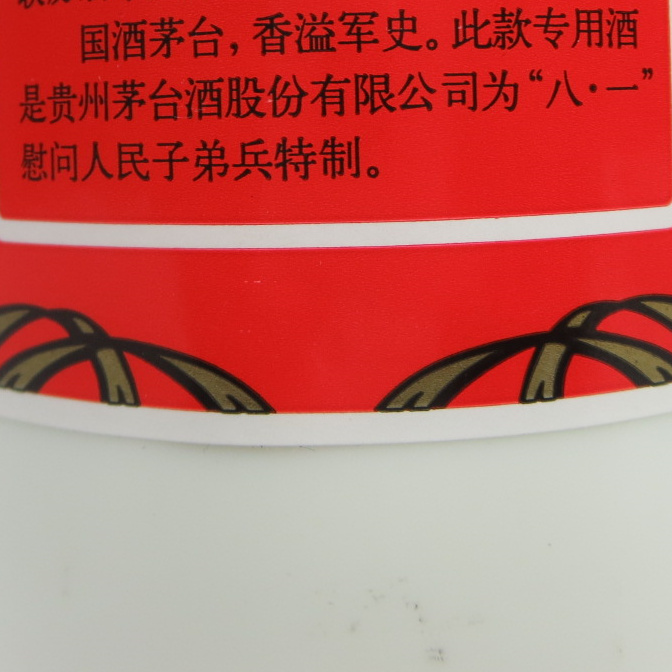 国酒茅台，香溢军史。此款专用酒
是贵州茅台酒股份有限公司为“八·一”
慰问人民子弟兵特制。